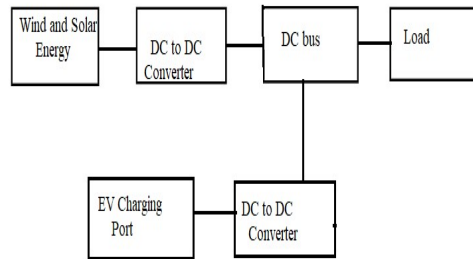 Wind and Solar
Energy
DC to DC
Converter
DC bus
Load
EV Charging
Port
DC to DC
Converter